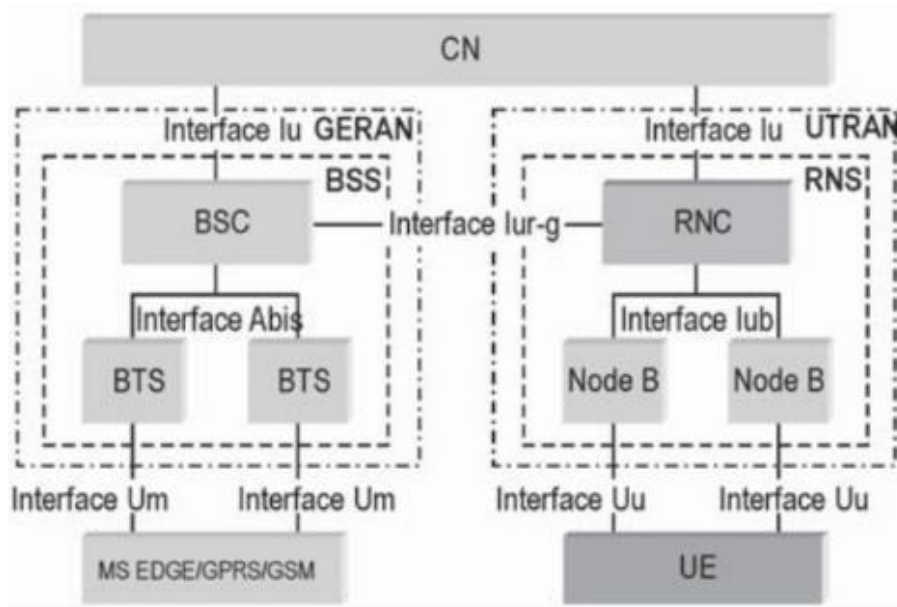 CN
Interface Iu GERAN
Interface Iu UTRAN
BSS
RNS
BSC
Interface Iur-g
RNC
Interface Abis
Interface Iub
BTS
BTS
Node B
Node B
Interface Um
Interface Um
Interface Uu
Interface Uu
MS EDGE/GPRS/GSM
UE